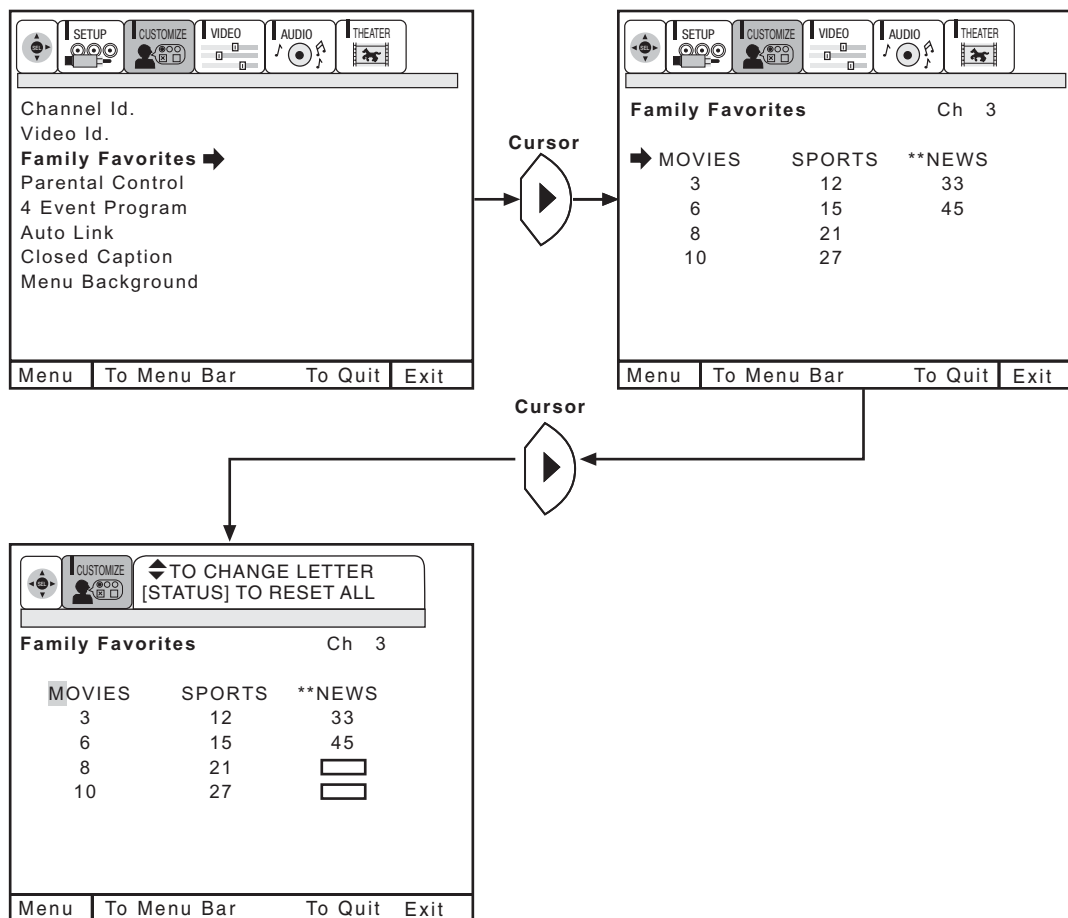 SEL SETUP CUSTOMIZE VIDEO AUDIO THEATER
Channel Id.
Video Id.
Family Favorites
Parental Control
4 Event Program
Auto Link
Closed Caption
Menu Background
Menu To Menu Bar To Quit Exit
Cursor
SEL SETUP CUSTOMIZE VIDEO AUDIO THEATER
Family Favorites Ch 3
MOVIES SPORTS **NEWS
3 12 33
6 15 45
8 21
10 27
Menu To Menu Bar To Quit Exit
Cursor
SEL CUSTOMIZE TO CHANGE LETTER
[STATUS] TO RESET ALL
Family Favorites Ch 3
MOVIES SPORTS **NEWS
3 12 33
6 15 45
8 21
10 27
Menu To Menu Bar To Quit Exit